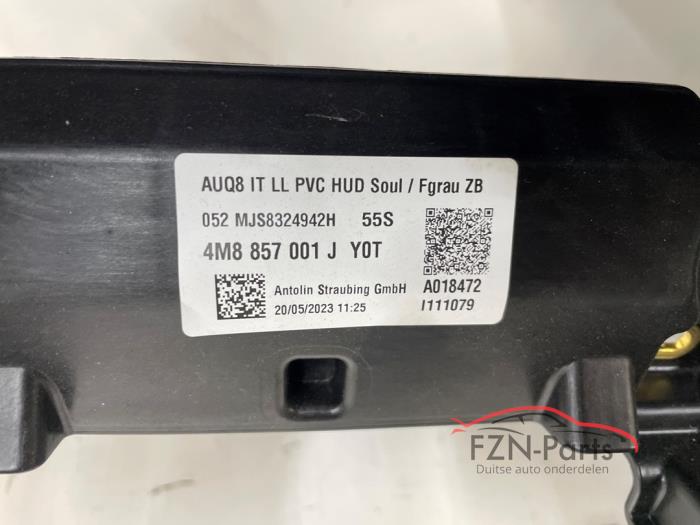 AUQ8 IT LL PVC HUD Soul / Fgrau ZB
052 MJS8324942H 55S
4M8 857 001 J Y0T
Antolin Straubing GmbH A018472
20/05/2023 11:25 I111079
FZN-Parts
Duitse auto onderdelen